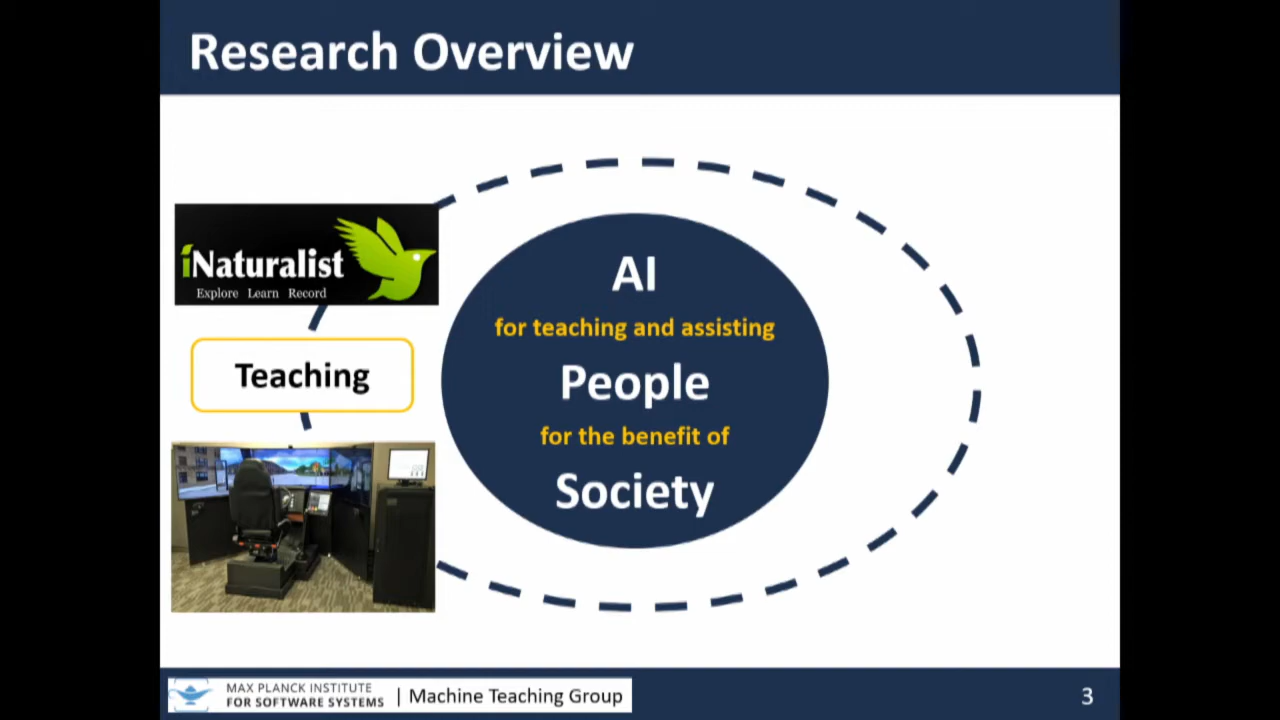 Research Overview
iNaturalist
Explore Learn Record
Teaching
AI
for teaching and assisting
People
for the benefit of
Society
MAX PLANCK INSTITUTE
FOR SOFTWARE SYSTEMS | Machine Teaching Group
3